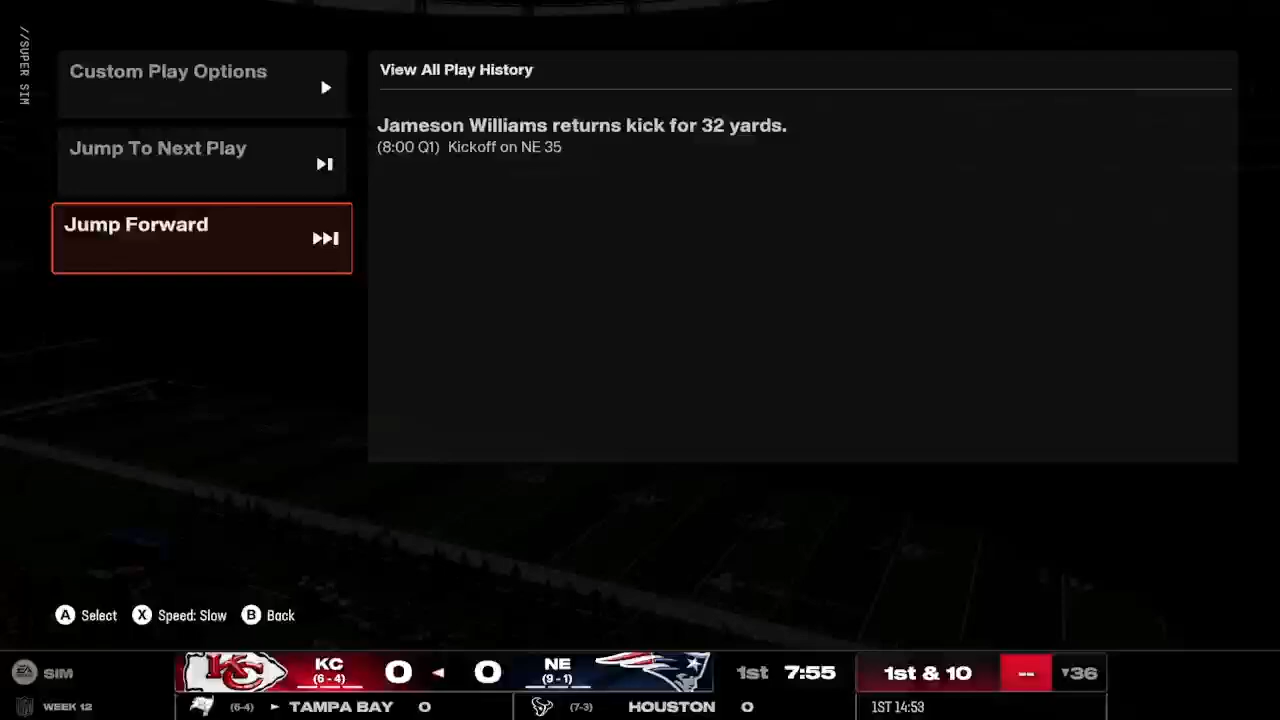 //SUPER SIM
Custom Play Options
Jump To Next Play
Jump Forward
View All Play History
Jameson Williams returns kick for 32 yards.
(8:00 Q1) Kickoff on NE 35
A Select X Speed: Slow B Back
EA SIM
KC
(6 - 4)
0
0
NE
(9 - 1)
1st 7:55
1st & 10
--
36
WEEK 12
(6-4) TAMPA BAY 0
(7-3) HOUSTON 0
1ST 14:53